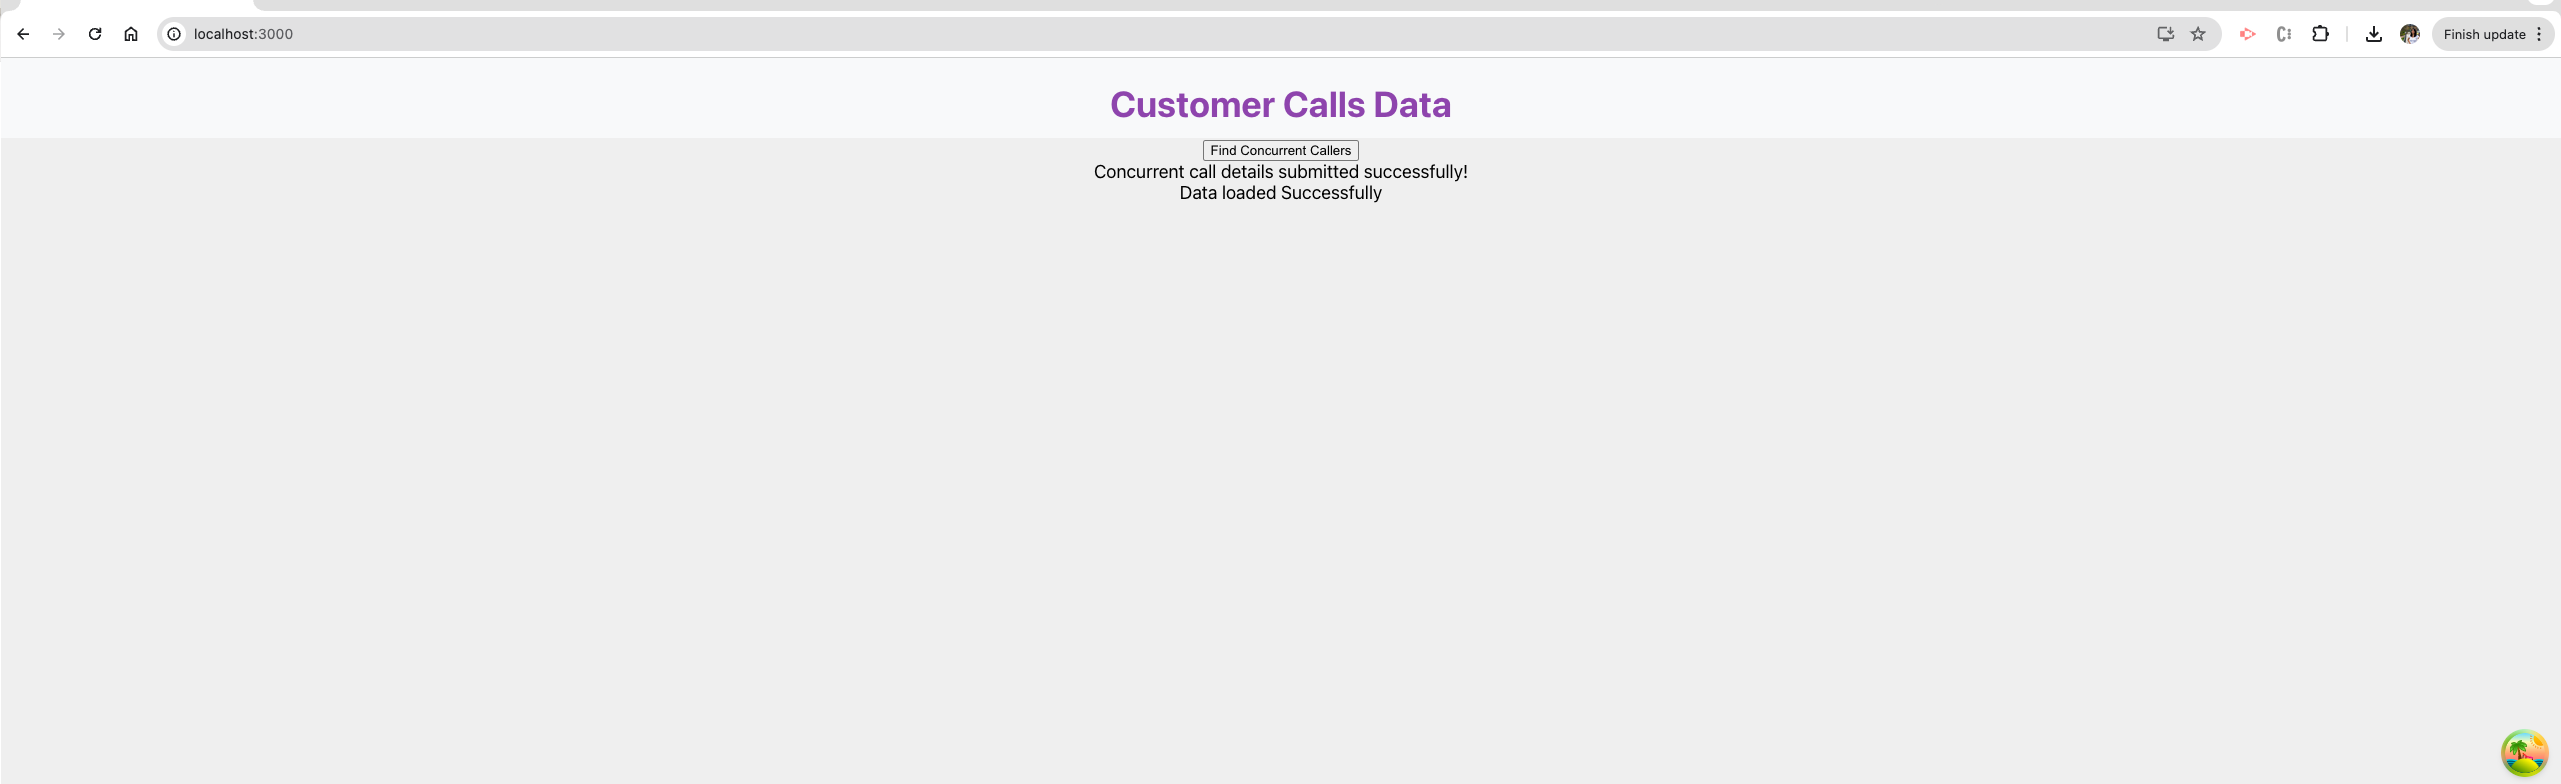 localhost:3000
Finish update
Customer Calls Data
Find Concurrent Callers
Concurrent call details submitted successfully!
Data loaded Successfully